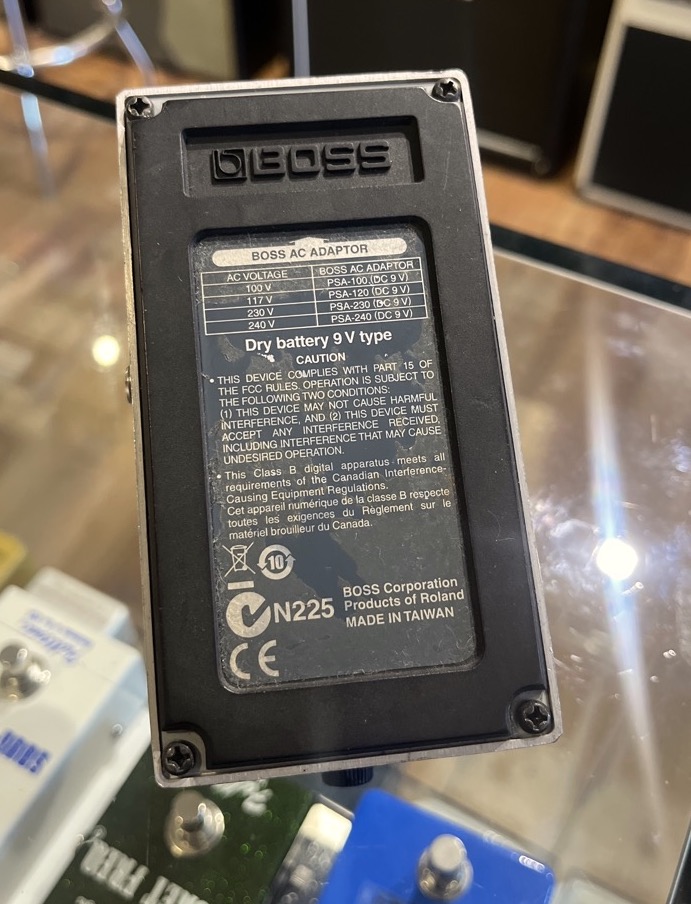 BOSS
BOSS AC ADAPTOR
AC VOLTAGE BOSS AC ADAPTOR
100 V PSA-100 (DC 9 V)
117 V PSA-120 (DC 9 V)
230 V PSA-230 (DC 9 V)
240 V PSA-240 (DC 9 V)
Dry battery 9 V type
CAUTION
• THIS DEVICE COMPLIES WITH PART 15 OF
THE FCC RULES. OPERATION IS SUBJECT TO
THE FOLLOWING TWO CONDITIONS:
(1) THIS DEVICE MAY NOT CAUSE HARMFUL
INTERFERENCE, AND (2) THIS DEVICE MUST
ACCEPT ANY INTERFERENCE RECEIVED,
INCLUDING INTERFERENCE THAT MAY CAUSE
UNDESIRED OPERATION.
• This Class B digital apparatus meets all
requirements of the Canadian Interference-
Causing Equipment Regulations.
Cet appareil numérique de la classe B respecte
toutes les exigences du Règlement sur le
matériel brouilleur du Canada.
10
N225
BOSS Corporation
Products of Roland
MADE IN TAIWAN
CE
FREQ